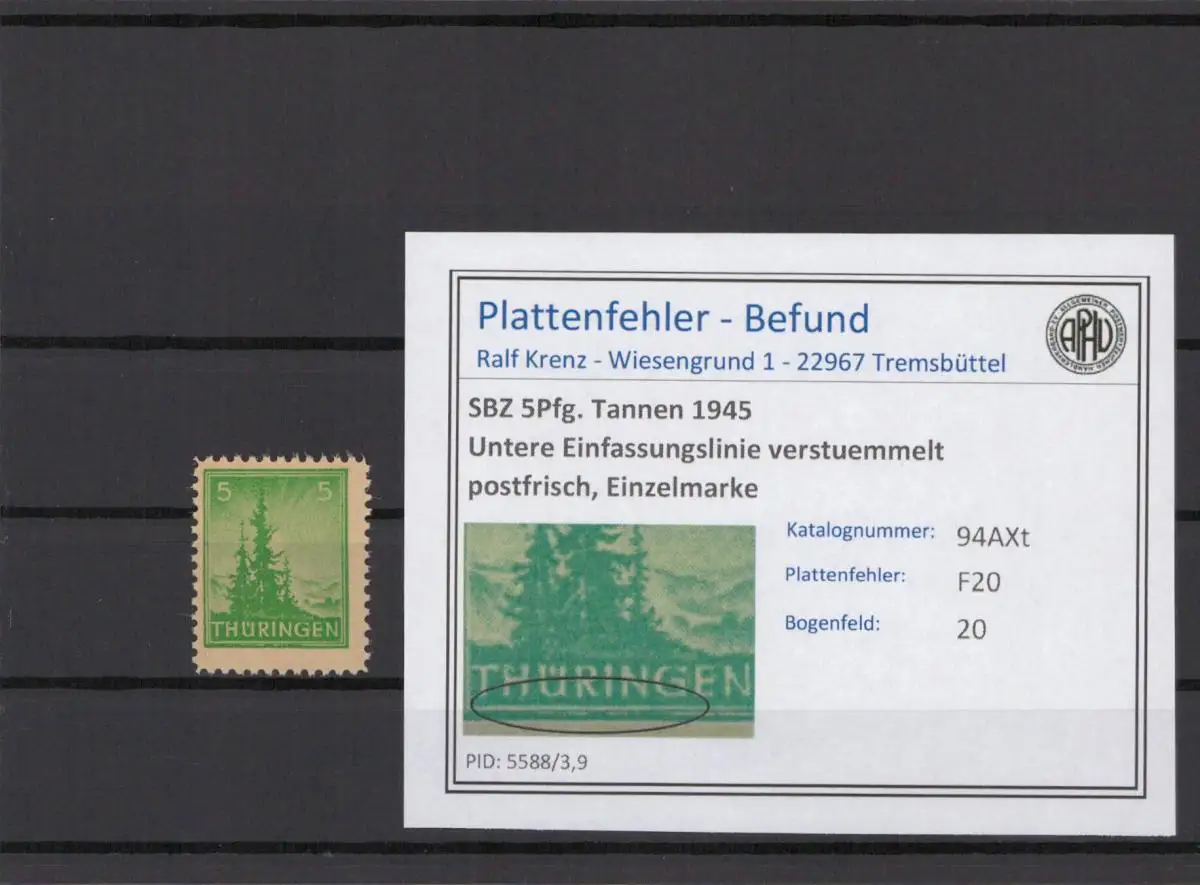 5 5
THÜRINGEN
Plattenfehler - Befund
Ralf Krenz - Wiesengrund 1 - 22967 Tremsbüttel
APHV
SBZ 5Pfg. Tannen 1945
Untere Einfassungslinie verstuemmelt
postfrisch, Einzelmarke
THÜRINGEN
Katalognummer: 94AXt
Plattenfehler: F20
Bogenfeld: 20
PID: 5588/3,9